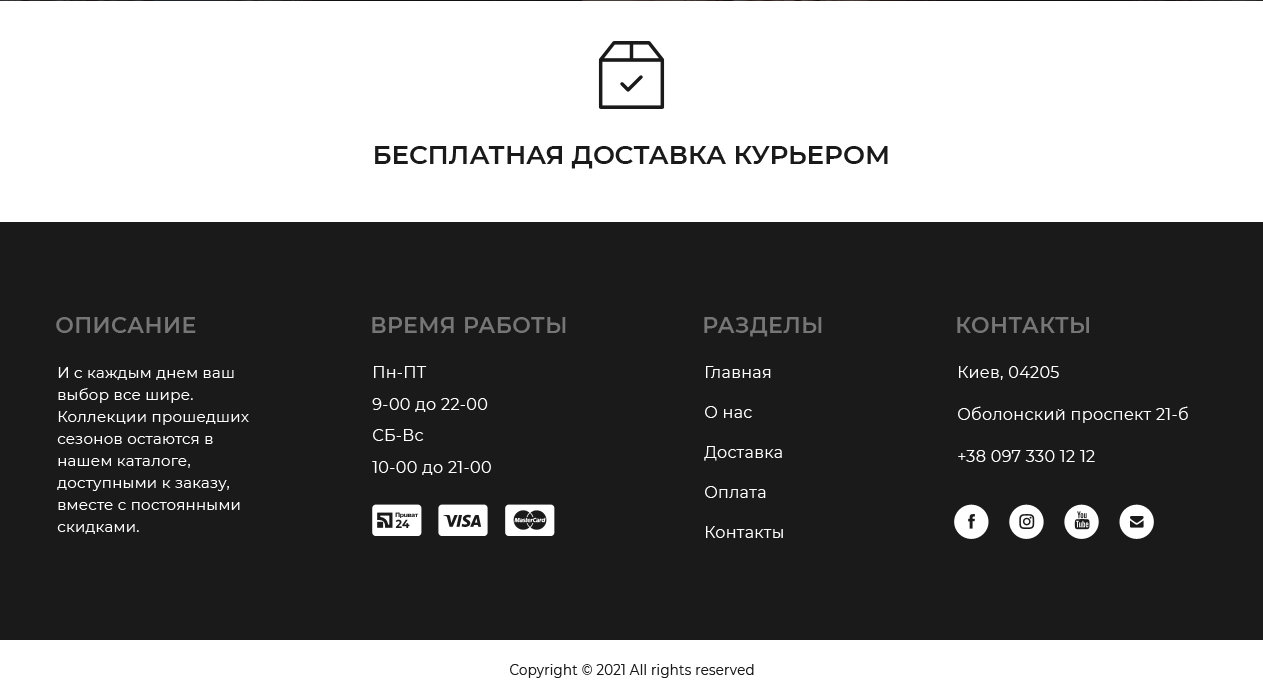 БЕСПЛАТНАЯ ДОСТАВКА КУРЬЕРОМ
ОПИСАНИЕ
И с каждым днем ваш
выбор все шире.
Коллекции прошедших
сезонов остаются в
нашем каталоге,
доступными к заказу,
вместе с постоянными
скидками.
ВРЕМЯ РАБОТЫ
Пн-ПТ
9-00 до 22-00
СБ-Вс
10-00 до 21-00
Приват
24
VISA
MasterCard
РАЗДЕЛЫ
Главная
О нас
Доставка
Оплата
Контакты
КОНТАКТЫ
Киев, 04205
Оболонский проспект 21-б
+38 097 330 12 12
f
You
Tube
Copyright © 2021 All rights reserved